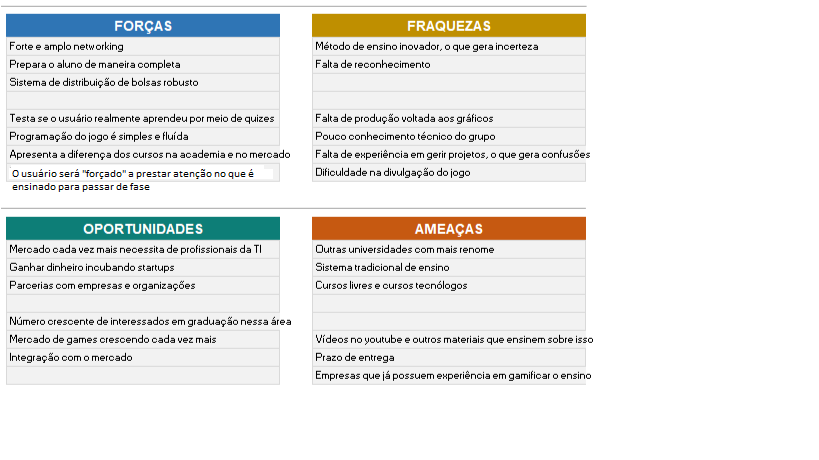 FORÇAS
Forte e amplo networking
Prepara o aluno de maneira completa
Sistema de distribuição de bolsas robusto
Testa se o usuário realmente aprendeu por meio de quizes
Programação do jogo é simples e fluída
Apresenta a diferença dos cursos na academia e no mercado
O usuário será "forçado" a prestar atenção no que é
ensinado para passar de fase
FRAQUEZAS
Método de ensino inovador, o que gera incerteza
Falta de reconhecimento
Falta de produção voltada aos gráficos
Pouco conhecimento técnico do grupo
Falta de experiência em gerir projetos, o que gera confusões
Dificuldade na divulgação do jogo
OPORTUNIDADES
Mercado cada vez mais necessita de profissionais da TI
Ganhar dinheiro incubando startups
Parcerias com empresas e organizações
Número crescente de interessados em graduação nessa área
Mercado de games crescendo cada vez mais
Integração com o mercado
AMEAÇAS
Outras universidades com mais renome
Sistema tradicional de ensino
Cursos livres e cursos tecnólogos
Vídeos no youtube e outros materiais que ensinem sobre isso
Prazo de entrega
Empresas que já possuem experiência em gamificar o ensino